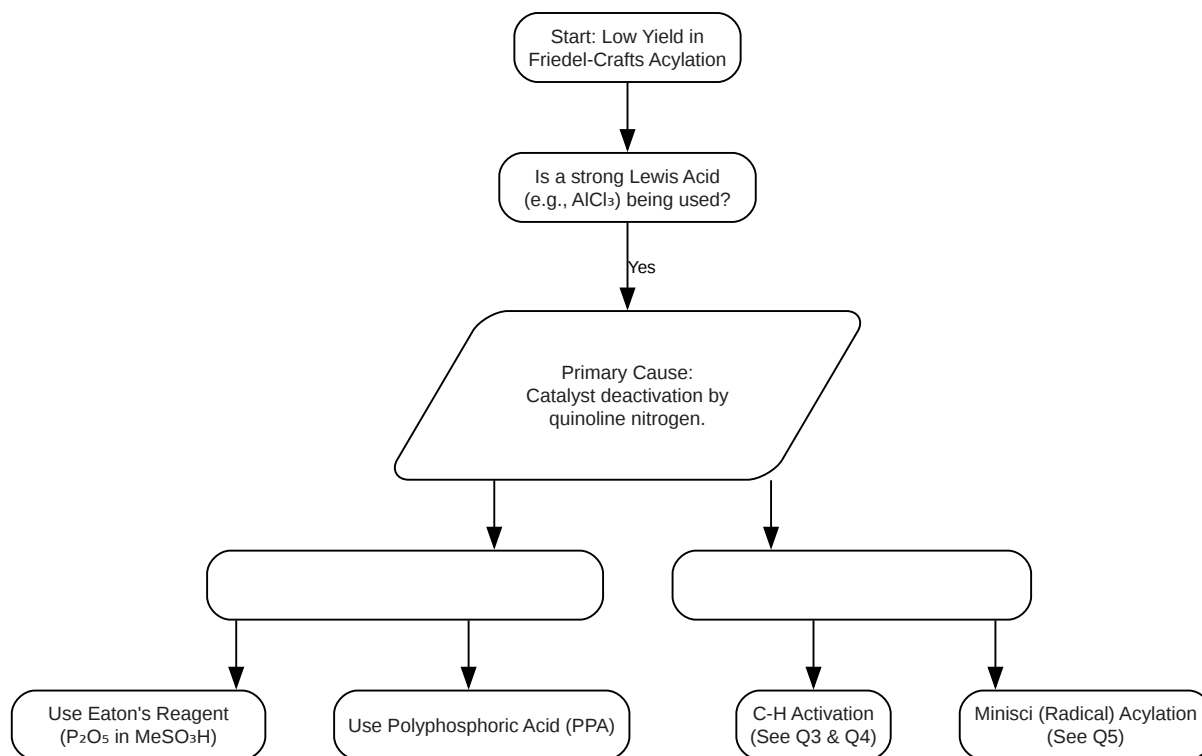 Start: Low Yield in
Friedel-Crafts Acylation
Is a strong Lewis Acid
(e.g., AlCl₃) being used?
Yes
Primary Cause:
Catalyst deactivation by
quinoline nitrogen.
Use Eaton's Reagent
(P₂O₅ in MeSO₃H)
Use Polyphosphoric Acid (PPA)
C-H Activation
(See Q3 & Q4)
Minisci (Radical) Acylation
(See Q5)